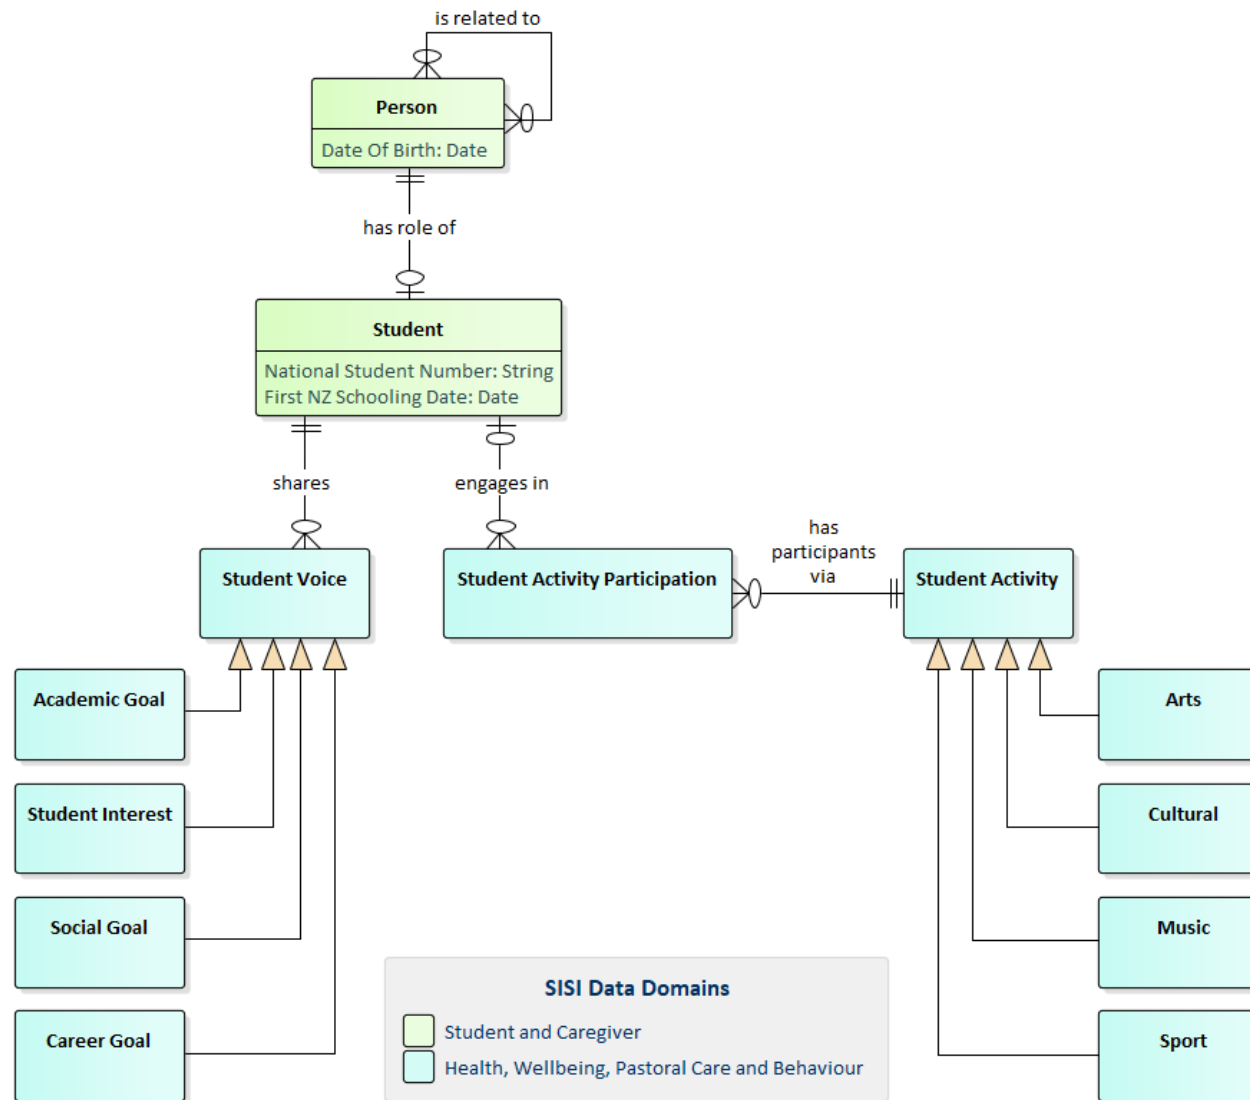 is related to
Person
Date Of Birth: Date
has role of
Student
National Student Number: String
First NZ Schooling Date: Date
shares
engages in
has
participants
via
Student Voice
Student Activity Participation
Student Activity
Academic Goal
Student Interest
Social Goal
Career Goal
Arts
Cultural
Music
Sport
SISI Data Domains
Student and Caregiver
Health, Wellbeing, Pastoral Care and Behaviour